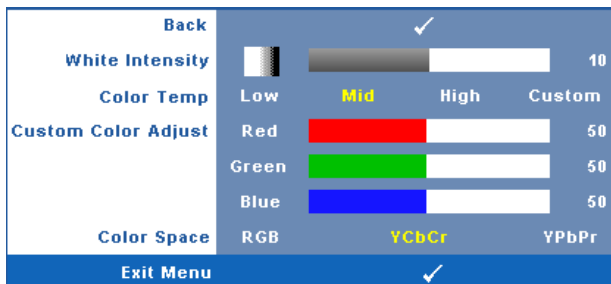 Back
White Intensity 10
Color Temp Low Mid High Custom
Custom Color Adjust Red 50
Green 50
Blue 50
Color Space RGB YCbCr YPbPr
Exit Menu